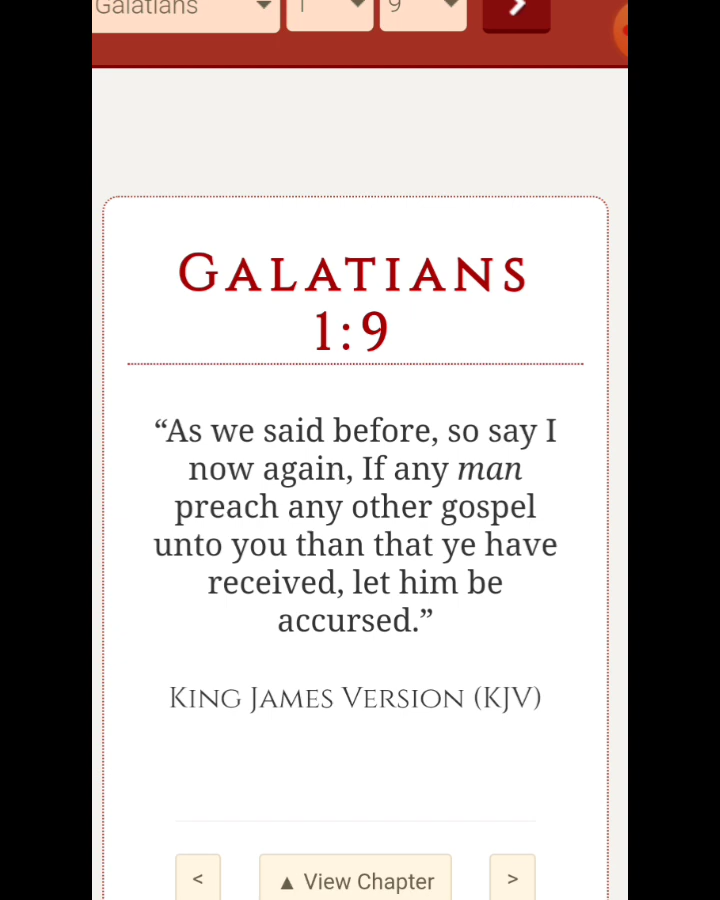 Galatians 1 9
GALATIANS
1:9
“As we said before, so say I
now again, If any man
preach any other gospel
unto you than that ye have
received, let him be
accursed.”
KING JAMES VERSION (KJV)
< ▲ View Chapter >